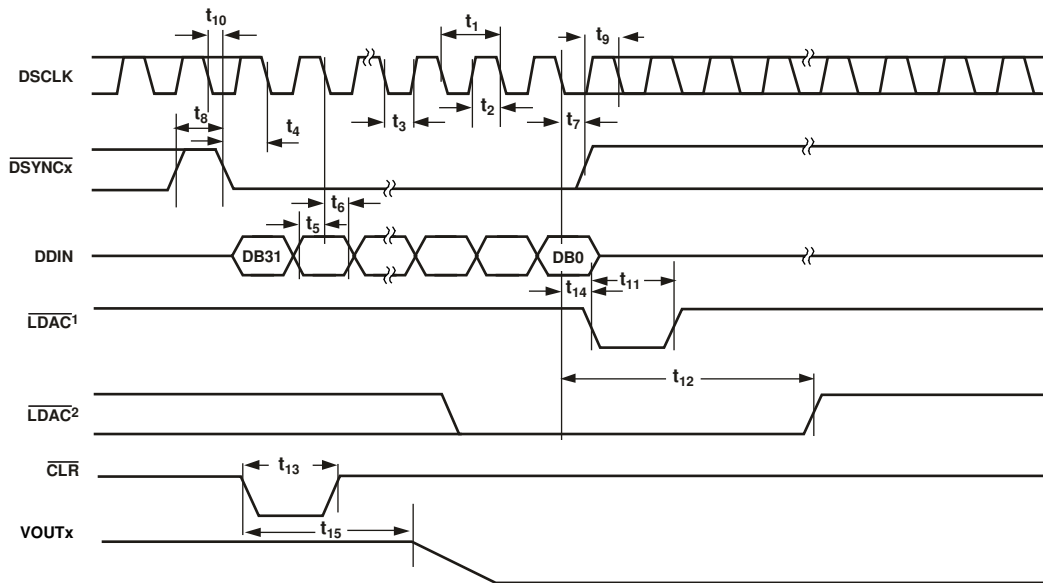 t10
t1
t9
DSCLK
t8
t4
t3
t2
t7
DSYNCx
t5
t6
DDIN
DB31
DB0
t14
t11
LDAC1
t12
LDAC2
CLR
t13
VOUTx
t15